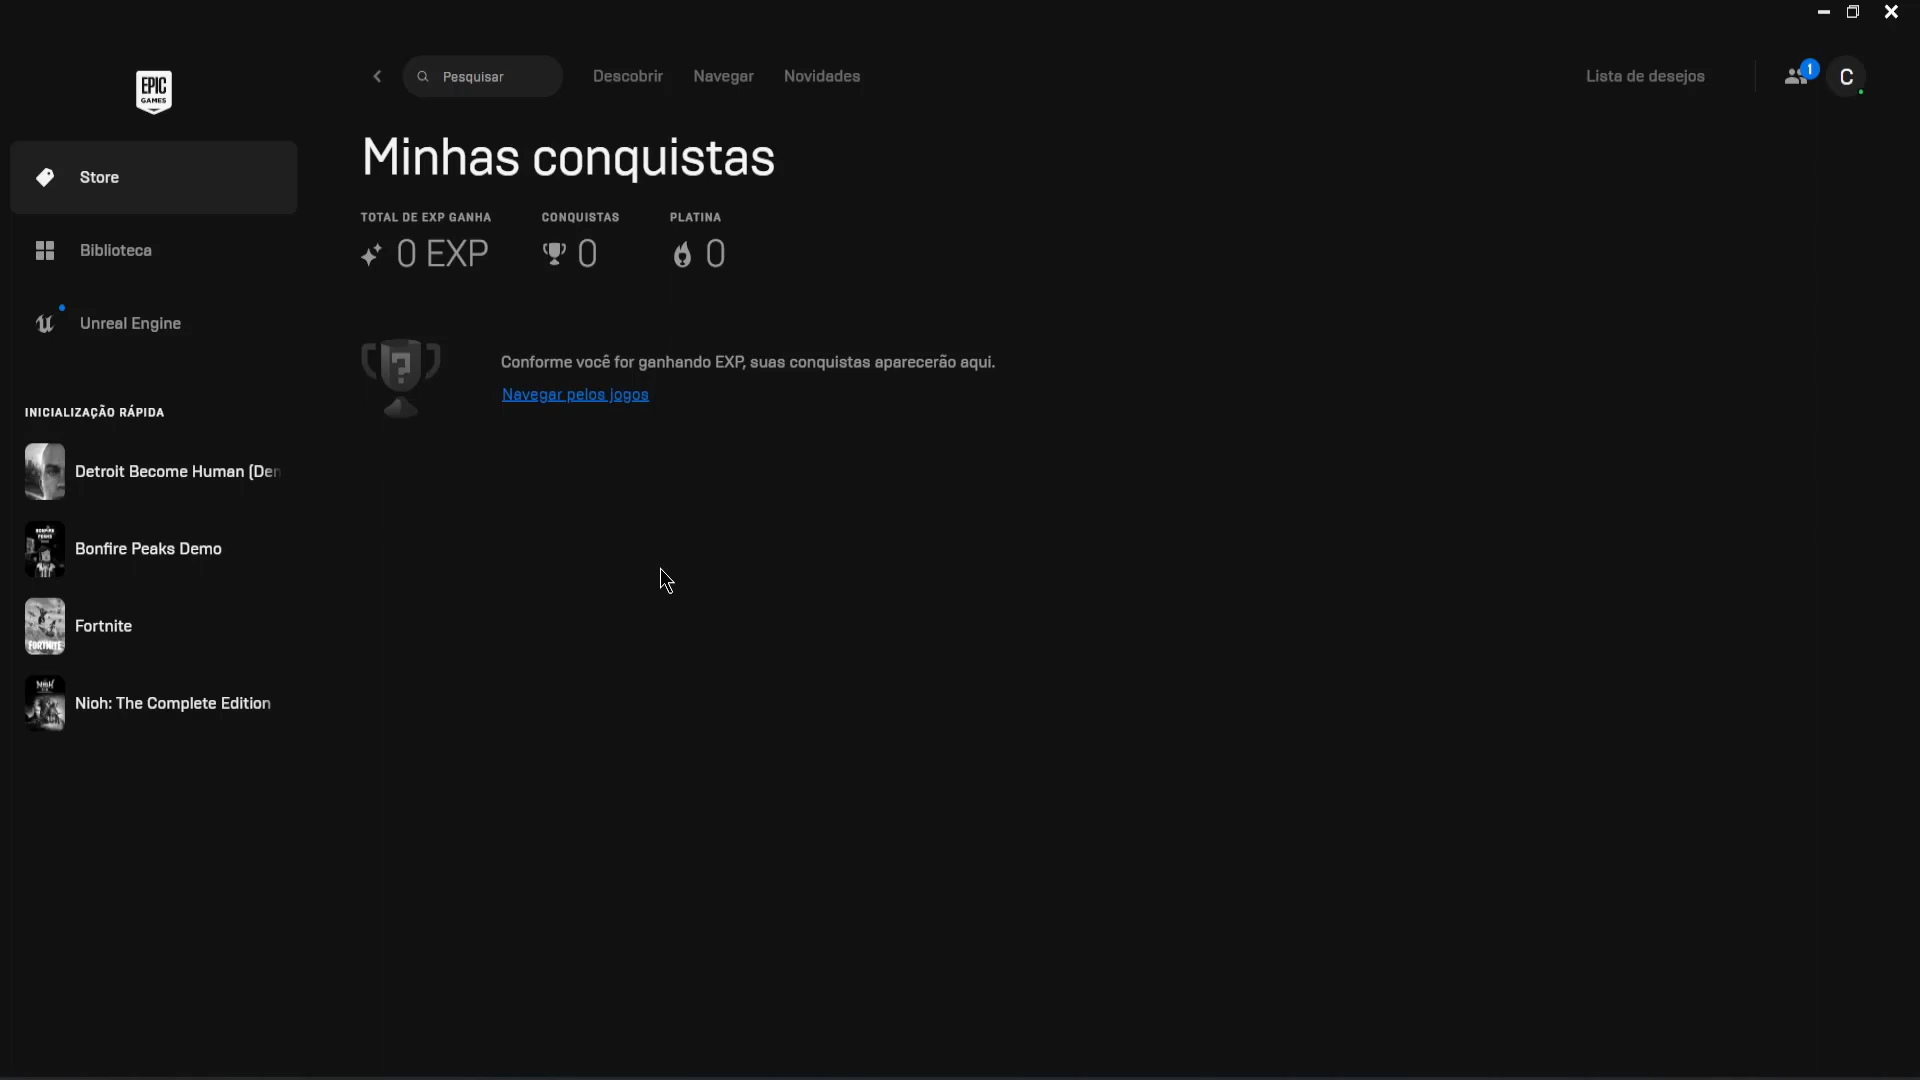 EPIC
GAMES
Pesquisar
Descobrir
Navegar
Novidades
Lista de desejos
1
C
Store
Biblioteca
Unreal Engine
INICIALIZAÇÃO RÁPIDA
Detroit Become Human (Dem
Bonfire Peaks Demo
Fortnite
FORTNITE
Nioh: The Complete Edition
Minhas conquistas
TOTAL DE EXP GANHA
0 EXP
CONQUISTAS
0
PLATINA
0
Conforme você for ganhando EXP, suas conquistas aparecerão aqui.
Navegar pelos jogos